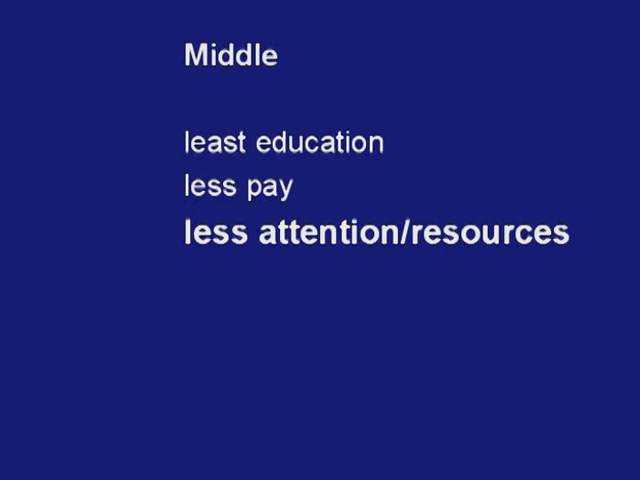 Middle
least education
less pay
less attention/resources